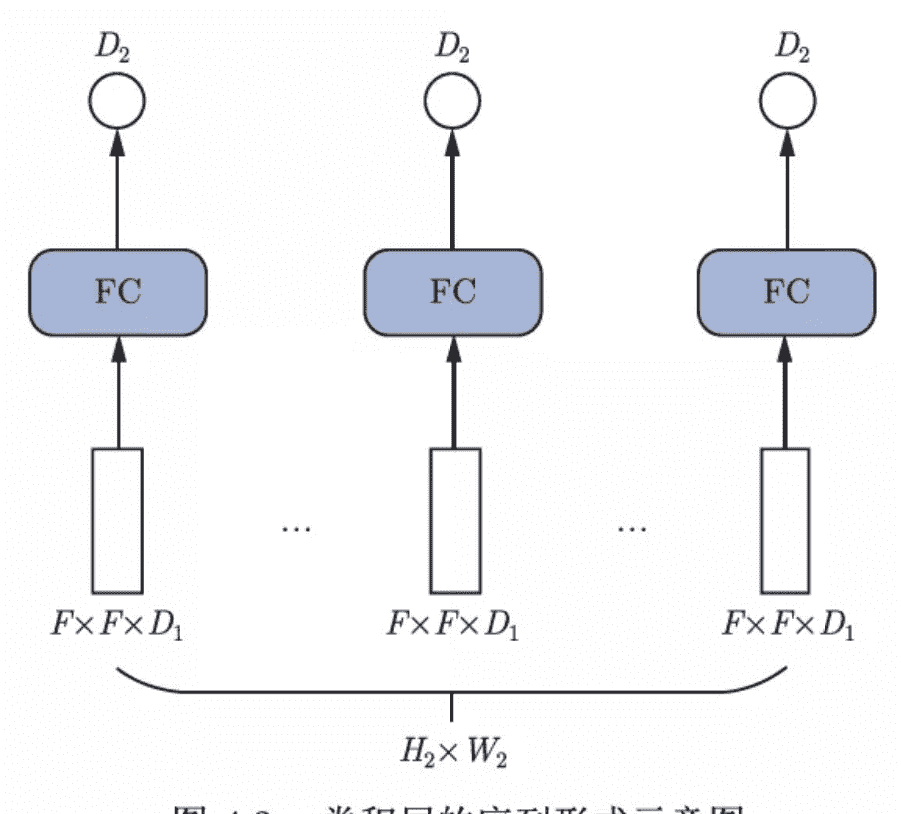 D₂ D₂ D₂
FC FC FC
... ...
F×F×D₁ F×F×D₁ F×F×D₁
H₂×W₂